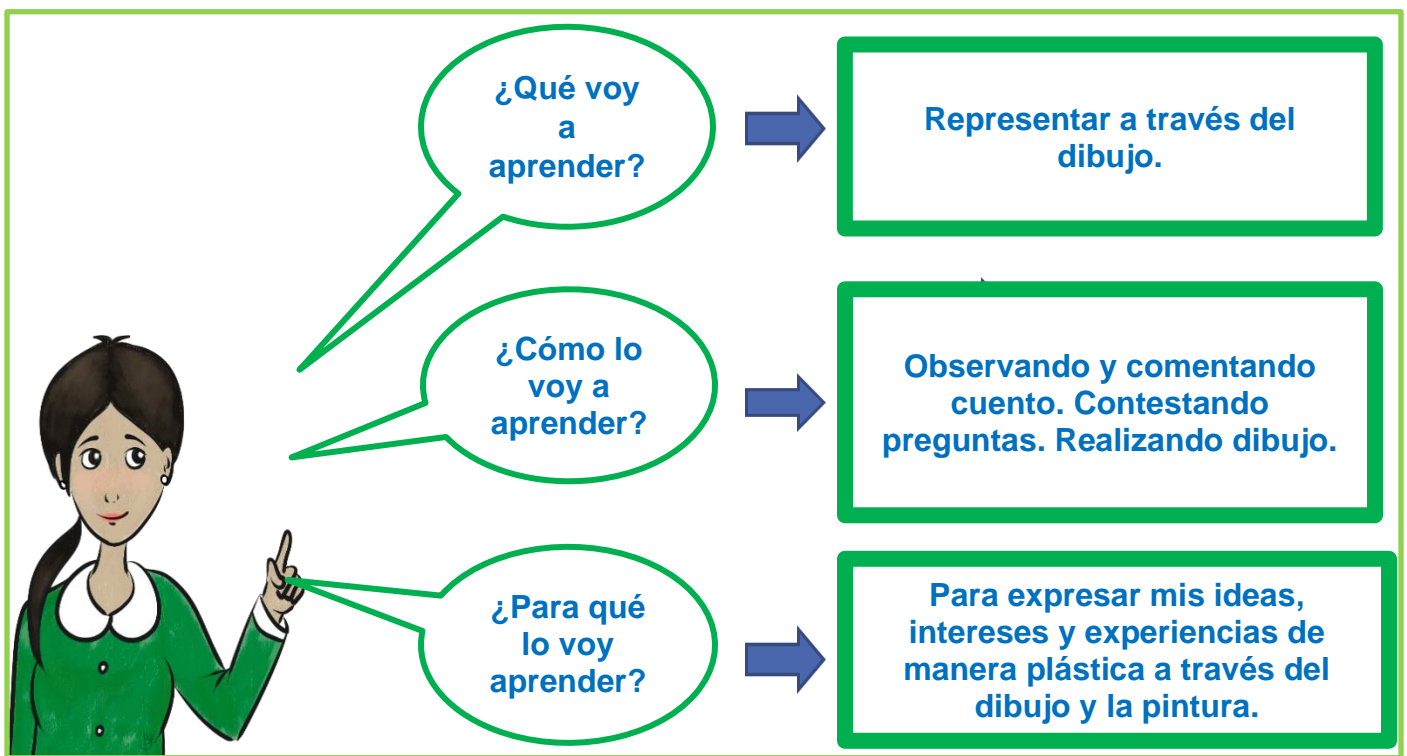 ¿Qué voy
a
aprender?
Representar a través del
dibujo.
¿Cómo lo
voy a
aprender?
Observando y comentando
cuento. Contestando
preguntas. Realizando dibujo.
¿Para qué
lo voy
aprender?
Para expresar mis ideas,
intereses y experiencias de
manera plástica a través del
dibujo y la pintura.